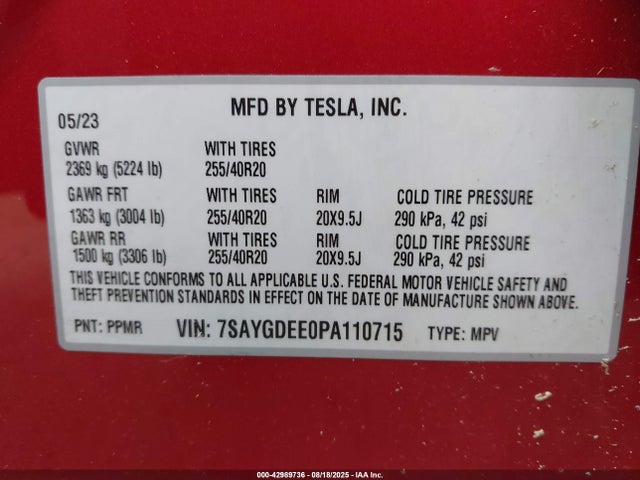 MFD BY TESLA, INC.
05/23
GVWR WITH TIRES
2369 kg (5224 lb) 255/40R20
GAWR FRT WITH TIRES RIM COLD TIRE PRESSURE
1363 kg (3004 lb) 255/40R20 20X9.5J 290 kPa, 42 psi
GAWR RR WITH TIRES RIM COLD TIRE PRESSURE
1500 kg (3306 lb) 255/40R20 20X9.5J 290 kPa, 42 psi
THIS VEHICLE CONFORMS TO ALL APPLICABLE U.S. FEDERAL MOTOR VEHICLE SAFETY AND
THEFT PREVENTION STANDARDS IN EFFECT ON THE DATE OF MANUFACTURE SHOWN ABOVE.
PNT: PPMR VIN: 7SAYGDEE0PA110715 TYPE: MPV
000-42989736 - 08/18/2025 - IAA Inc.